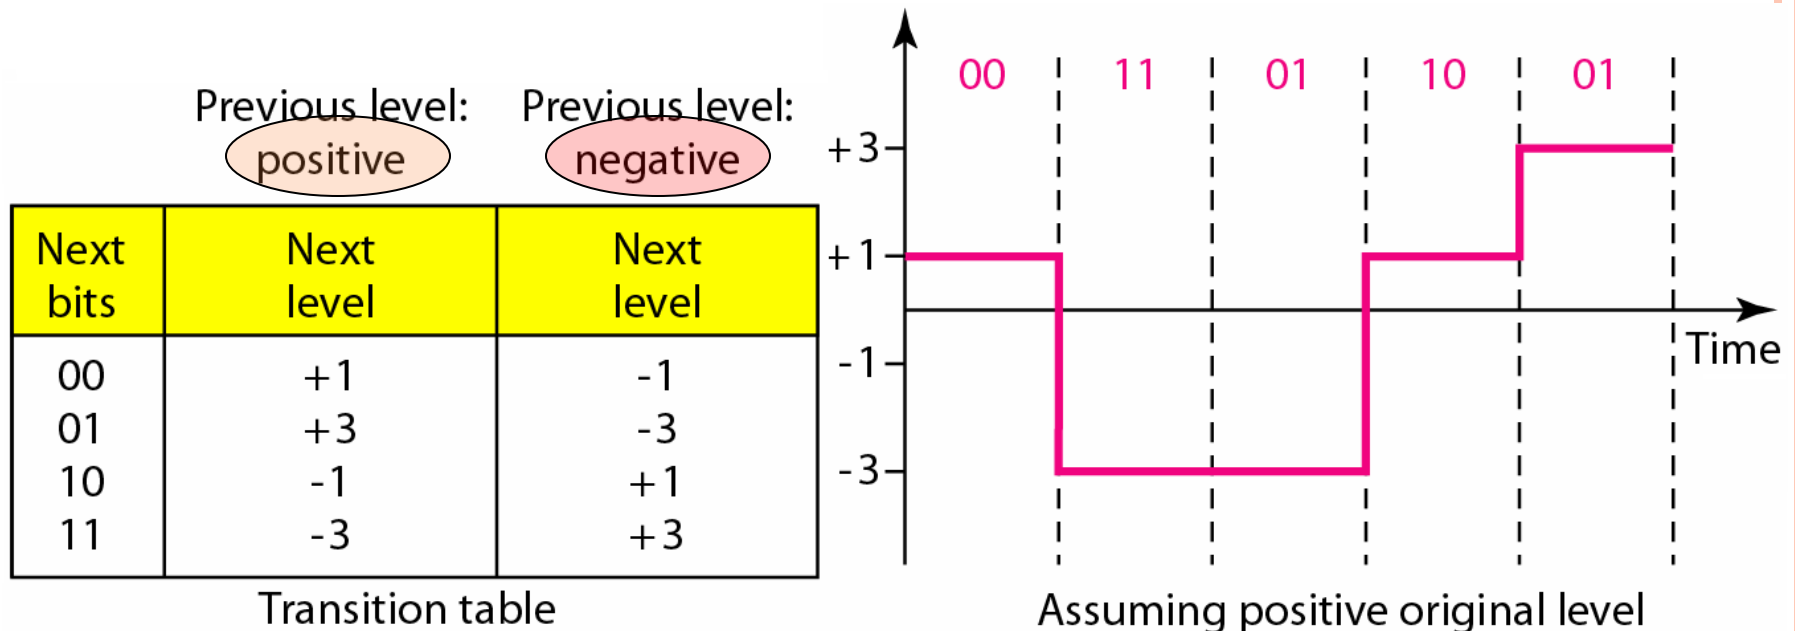 Previous level: Previous level:
positive negative
Next Next Next
bits level level
00 +1 -1
01 +3 -3
10 -1 +1
11 -3 +3
Transition table
00 11 01 10 01
+3
+1
-1
-3
Time
Assuming positive original level